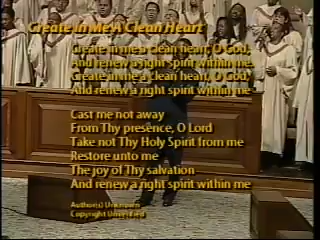 Create In Me A Clean Heart
Create in me a clean heart, O God,
And renew a right spirit within me.
Create in me a clean heart, O God,
And renew a right spirit within me
Cast me not away
From Thy presence, O Lord
Take not Thy Holy Spirit from me
Restore unto me
The joy of Thy salvation
And renew a right spirit within me
Author(s) Unknown
Copyright Unverified